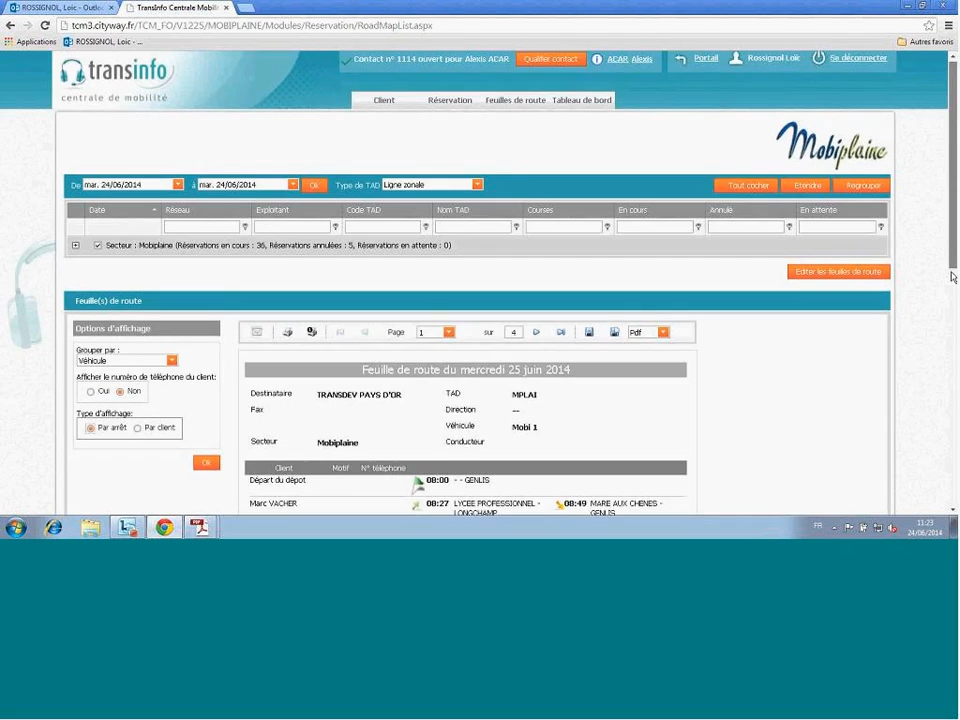 ROSSIGNOL, Loic - Outloo
TransInfo Centrale Mobili
tcm3.cityway.fr/TCM_FO/V1225/MOBIPLAINE/Modules/Reservation/RoadMapList.aspx
Applications ROSSIGNOL, Loic - ... Autres favoris
transinfo
centrale de mobilité
Contact n° 1114 ouvert pour Alexis ACAR Qualifier contact ACAR Alexis Portail Rossignol Loïc Se déconnecter
Client Réservation Feuilles de route Tableau de bord
Mobiplaine
De mar. 24/06/2014 à mar. 24/06/2014 Ok Type de TAD Ligne zonale Tout cocher Etendre Regrouper
Date Réseau Exploitant Code TAD Nom TAD Courses En cours Annulé En attente
Secteur : Mobiplaine (Réservations en cours : 36, Réservations annulées : 5, Réservations en attente : 0)
Editer les feuilles de route
Feuille(s) de route
Options d'affichage
Grouper par :
Véhicule
Afficher le numéro de téléphone du client:
Oui Non
Type d'affichage:
Par arrêt Par client
Ok
Page 1 sur 4 Pdf
Feuille de route du mercredi 25 juin 2014
Destinataire TRANSDEV PAYS D'OR TAD MPLAI
Fax Direction --
Véhicule Mobi 1
Secteur Mobiplaine Conducteur
Client Motif N° téléphone
Départ du dépot 08:00 - - GENLIS
Marc VACHER 08:27 LYCEE PROFESSIONNEL - 08:49 MARE AUX CHENES -
LONGCHAMP GENLIS
FR 11:23
24/06/2014